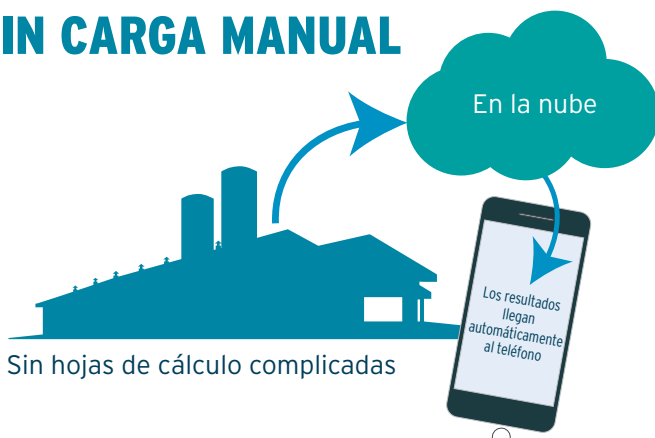 IN CARGA MANUAL
En la nube
Los resultados
llegan
automáticamente
al teléfono
Sin hojas de cálculo complicadas